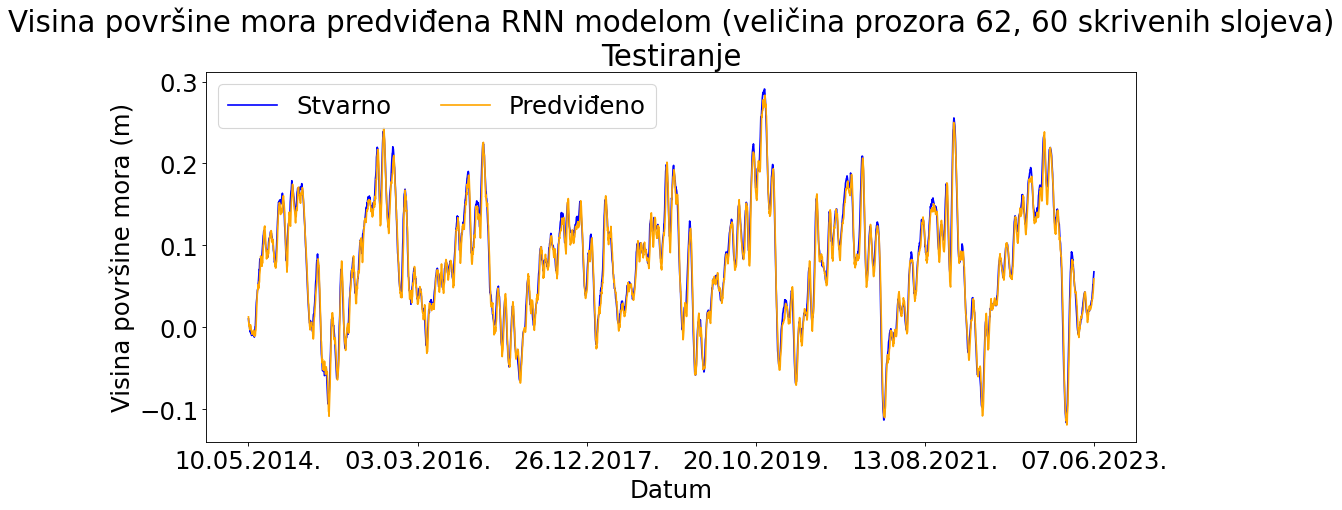 Visina površine mora predviđena RNN modelom (veličina prozora 62, 60 skrivenih slojeva)
Testiranje
Stvarno
Predviđeno
Visina površine mora (m)
0.3
0.2
0.1
0.0
−0.1
10.05.2014. 03.03.2016. 26.12.2017. 20.10.2019. 13.08.2021. 07.06.2023.
Datum